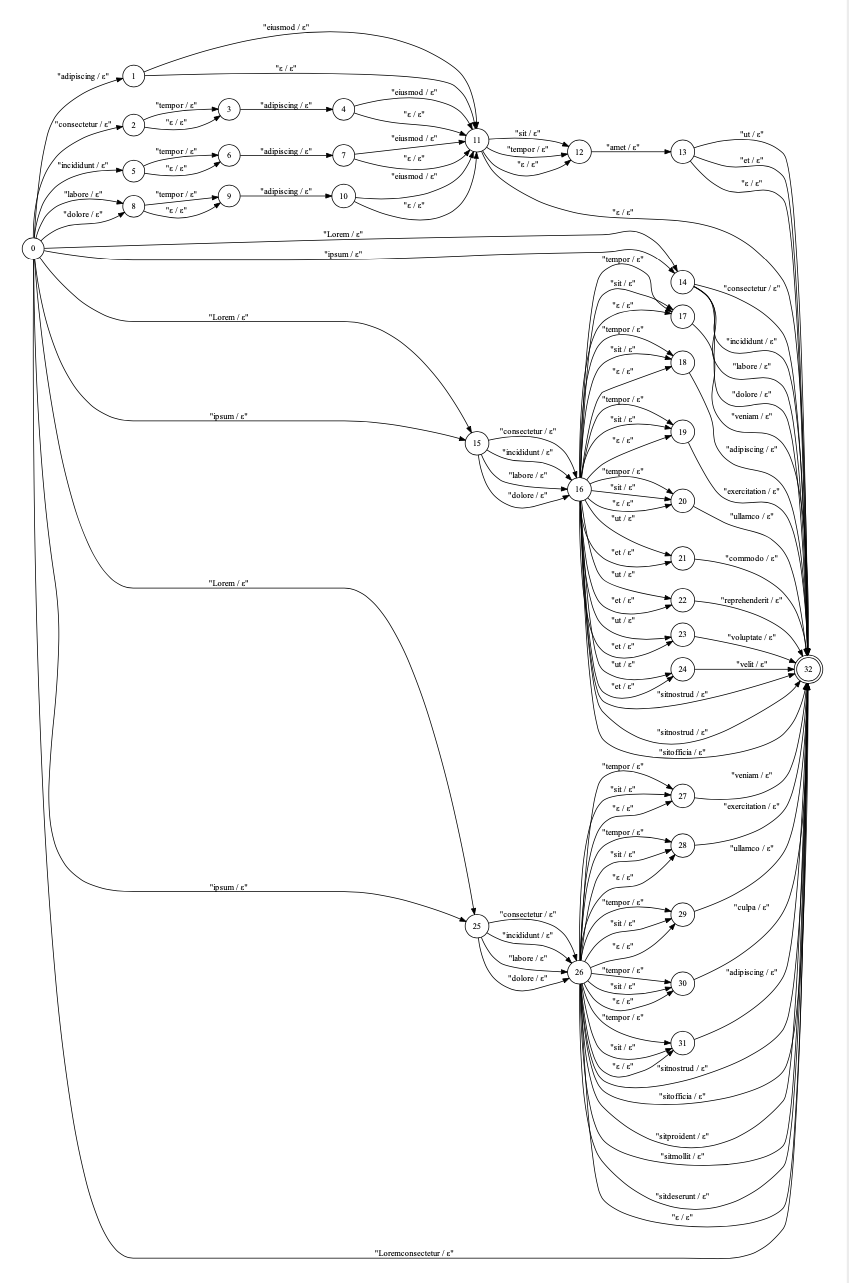 "eiusmod / ε"
"adipiscing / ε"
1
"ε / ε"
"consectetur / ε"
2
"tempor / ε"
"ε / ε"
3
"adipiscing / ε"
4
"eiusmod / ε"
"ε / ε"
"incididunt / ε"
5
"tempor / ε"
"ε / ε"
6
"adipiscing / ε"
7
"eiusmod / ε"
"ε / ε"
"labore / ε"
"dolore / ε"
8
"tempor / ε"
"ε / ε"
9
"adipiscing / ε"
10
"eiusmod / ε"
"ε / ε"
11
"sit / ε"
"tempor / ε"
"ε / ε"
12
"amet / ε"
13
"ut / ε"
"et / ε"
"ε / ε"
"ε / ε"
0
"Lorem / ε"
"ipsum / ε"
14
"consectetur / ε"
"incididunt / ε"
"labore / ε"
"dolore / ε"
"tempor / ε"
"sit / ε"
"ε / ε"
17
"veniam / ε"
"tempor / ε"
"sit / ε"
"ε / ε"
18
"adipiscing / ε"
"tempor / ε"
"sit / ε"
"ε / ε"
19
"exercitation / ε"
"Lorem / ε"
"ipsum / ε"
15
"consectetur / ε"
"incididunt / ε"
"labore / ε"
"dolore / ε"
16
"tempor / ε"
"sit / ε"
"ε / ε"
20
"ullamco / ε"
"ut / ε"
"et / ε"
21
"commodo / ε"
"ut / ε"
"et / ε"
22
"reprehenderit / ε"
"ut / ε"
"et / ε"
23
"voluptate / ε"
"ut / ε"
"et / ε"
24
"velit / ε"
32
"sitnostrud / ε"
"sitnostrud / ε"
"sitofficia / ε"
"Lorem / ε"
"ipsum / ε"
25
"consectetur / ε"
"incididunt / ε"
"labore / ε"
"dolore / ε"
26
"tempor / ε"
"sit / ε"
"ε / ε"
27
"veniam / ε"
"tempor / ε"
"sit / ε"
"ε / ε"
28
"exercitation / ε"
"tempor / ε"
"sit / ε"
"ε / ε"
29
"ullamco / ε"
"tempor / ε"
"sit / ε"
"ε / ε"
30
"culpa / ε"
"tempor / ε"
"sit / ε"
"ε / ε"
31
"adipiscing / ε"
"sitnostrud / ε"
"sitofficia / ε"
"sitproident / ε"
"sitmollit / ε"
"sitdeserunt / ε"
"ε / ε"
"Loremconsectetur / ε"